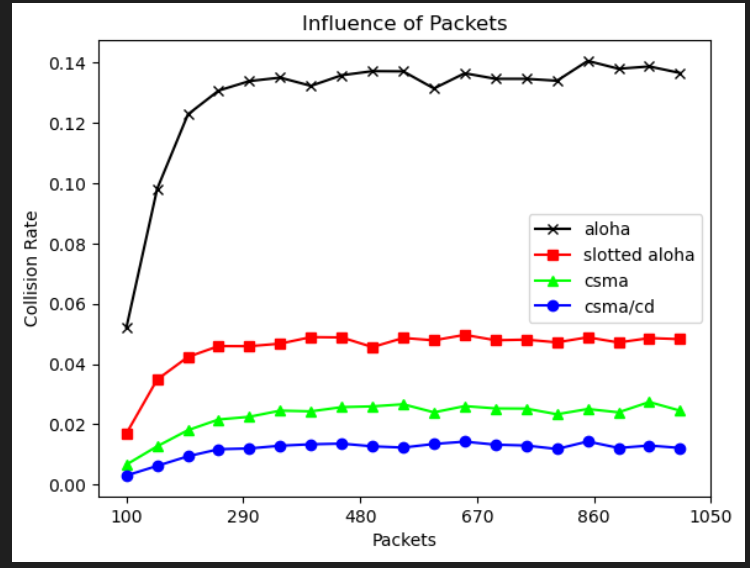 Influence of Packets
0.14
0.12
0.10
0.08
0.06
0.04
0.02
0.00
Collision Rate
aloha
slotted aloha
csma
csma/cd
100 290 480 670 860 1050
Packets